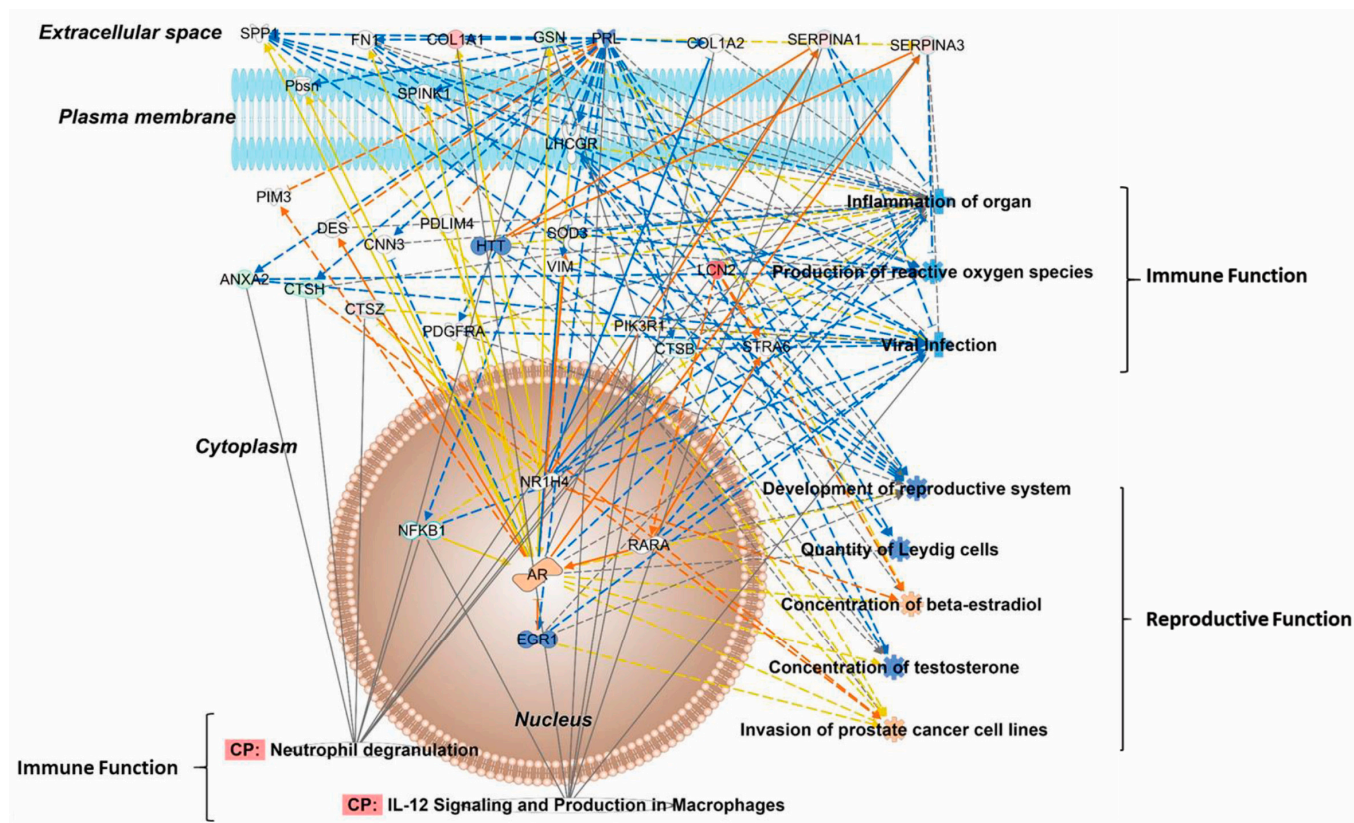 Extracellular space
SPP1
FN1
COL1A1
GSN
PRL
COL1A2
SERPINA1
SERPINA3
Pbsn
SPINK1
Plasma membrane
LHCGR
PIM3
DES
CNN3
PDLIM4
HTT
SOD3
VIM
LCN2
ANXA2
CTSH
CTSZ
PDGFRA
PIK3R1
CTSB
STRA6
Inflammation of organ
Production of reactive oxygen species
Viral Infection
Immune Function
Cytoplasm
NR1H4
NFKB1
RARA
AR
EGR1
Nucleus
Development of reproductive system
Quantity of Leydig cells
Concentration of beta-estradiol
Concentration of testosterone
Invasion of prostate cancer cell lines
Reproductive Function
Immune Function
CP: Neutrophil degranulation
CP: IL-12 Signaling and Production in Macrophages